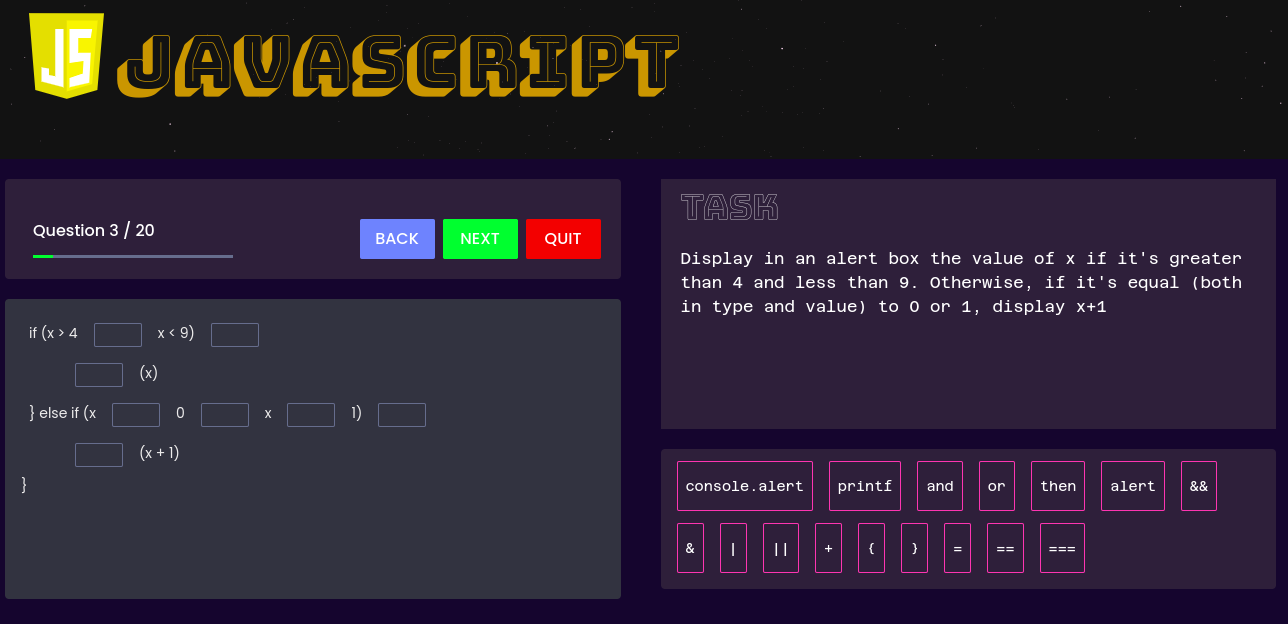 JS JAVASCRIPT
Question 3 / 20
BACK NEXT QUIT
if (x > 4 x < 9)
(x)
} else if (x 0 x 1)
(x + 1)
}
TASK
Display in an alert box the value of x if it's greater
than 4 and less than 9. Otherwise, if it's equal (both
in type and value) to 0 or 1, display x+1
console.alert printf and or then alert &&
& | || + { } = == ===